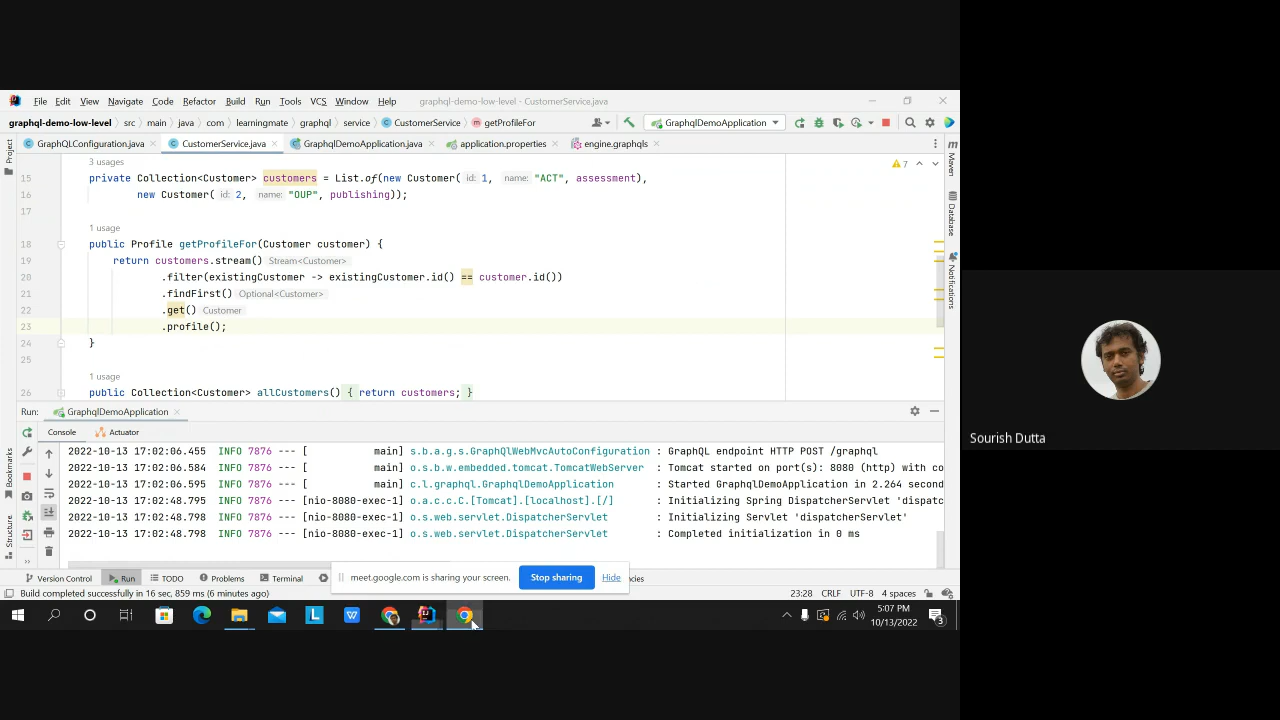 File Edit View Navigate Code Refactor Build Run Tools VCS Window Help graphql-demo-low-level - CustomerService.java
graphql-demo-low-level src main java com learningmate graphql service CustomerService getProfileFor GraphqlDemoApplication
GraphQLConfiguration.java CustomerService.java GraphqlDemoApplication.java application.properties engine.graphqls
Project
Maven
Database
Notifications
3 usages
7
15 private Collection<Customer> customers = List.of(new Customer( id: 1, name: "ACT", assessment),
16 new Customer( id: 2, name: "OUP", publishing));
17
1 usage
18 public Profile getProfileFor(Customer customer) {
19 return customers.stream() Stream<Customer>
20 .filter(existingCustomer -> existingCustomer.id() == customer.id())
21 .findFirst() Optional<Customer>
22 .get() Customer
23 .profile();
24 }
25
1 usage
26 public Collection<Customer> allCustomers() { return customers; }
Run: GraphqlDemoApplication
Console Actuator
Bookmarks
Structure
2022-10-13 17:02:06.455 INFO 7876 --- [ main] s.b.a.g.s.GraphQlWebMvcAutoConfiguration : GraphQL endpoint HTTP POST /graphql
2022-10-13 17:02:06.584 INFO 7876 --- [ main] o.s.b.w.embedded.tomcat.TomcatWebServer : Tomcat started on port(s): 8080 (http) with co
2022-10-13 17:02:06.595 INFO 7876 --- [ main] c.l.graphql.GraphqlDemoApplication : Started GraphqlDemoApplication in 2.264 second
2022-10-13 17:02:48.795 INFO 7876 --- [nio-8080-exec-1] o.a.c.c.C.[Tomcat].[localhost].[/] : Initializing Spring DispatcherServlet 'dispatc
2022-10-13 17:02:48.798 INFO 7876 --- [nio-8080-exec-1] o.s.web.servlet.DispatcherServlet : Initializing Servlet 'dispatcherServlet'
2022-10-13 17:02:48.798 INFO 7876 --- [nio-8080-exec-1] o.s.web.servlet.DispatcherServlet : Completed initialization in 0 ms
meet.google.com is sharing your screen. Stop sharing Hide
Version Control Run TODO Problems Terminal cies
Build completed successfully in 16 sec, 859 ms (6 minutes ago) 23:28 CRLF UTF-8 4 spaces
5:07 PM
10/13/2022
3
Sourish Dutta